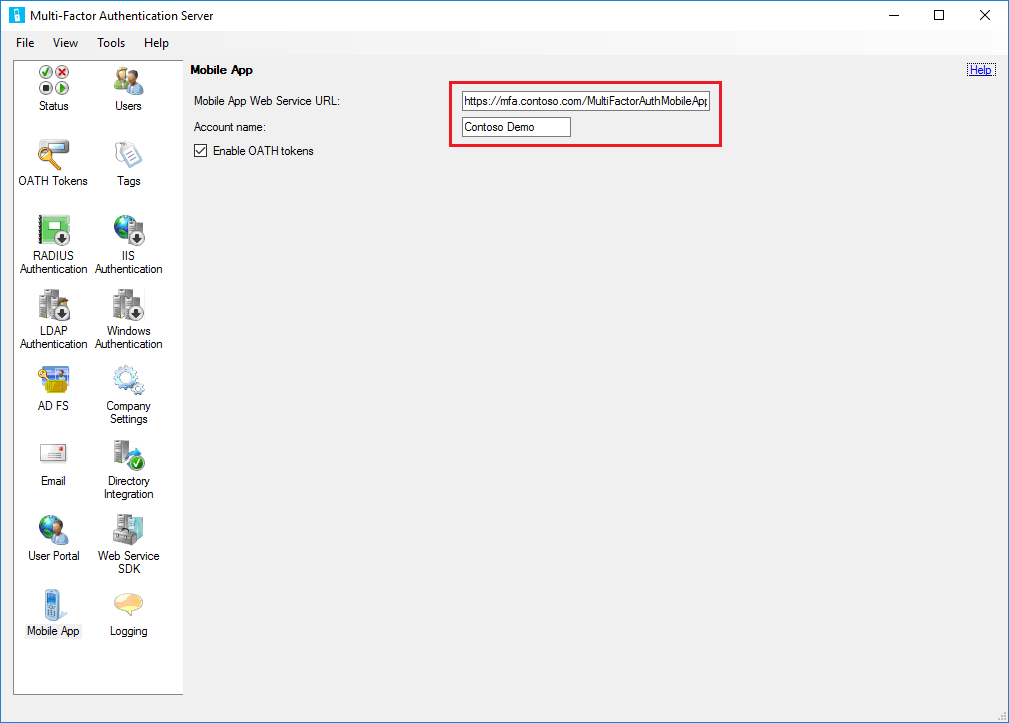 Multi-Factor Authentication Server
File View Tools Help
Status Users
OATH Tokens Tags
RADIUS Authentication
IIS Authentication
LDAP Authentication
Windows Authentication
AD FS
Company Settings
Email
Directory Integration
User Portal
Web Service SDK
Mobile App
Logging
Mobile App
Help
Mobile App Web Service URL: https://mfa.contoso.com/MultiFactorAuthMobileApp
Account name: Contoso Demo
Enable OATH tokens